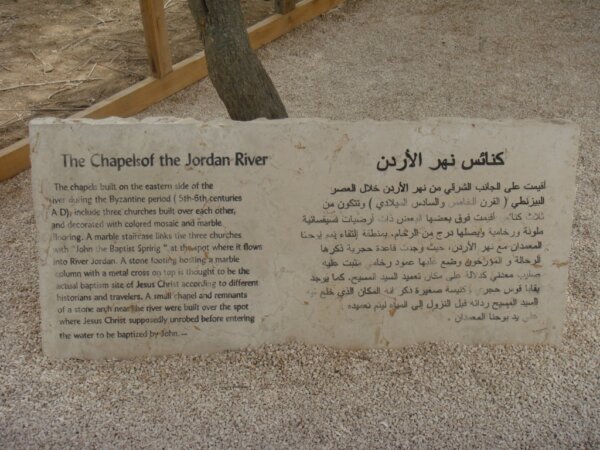 The Chapels of the Jordan River
The chapels built on the eastern side of the
river during the Byzantine period ( 5th-6th centuries
A D), include three churches built over each other,
and decorated with colored mosaic and marble
flooring. A marble staircase links the three churches
with "John the Baptist Spring " at the spot where it flows
into River Jordan. A stone footing hosting a marble
column with a metal cross on top is thought to be the
actual baptism site of Jesus Christ according to different
historians and travelers. A small chapel and remnants
of a stone arch near the river were built over the spot
where Jesus Christ supposedly unrobed before entering
the water to be baptized by John.
كنائس نهر الأردن
أقيمت على الجانب الشرقي من نهر الأردن خلال العصر
البيزنطي ( القرن الخامس والسادس الميلادي ) وتتكون من
ثلاث كنائس أقيمت فوق بعضها البعض ذات أرضيات فسيفسائية
ملونة ورخامية ويصلها درج من الرخام، بمنطقة إلتقاء نبع يوحنا
المعمدان مع نهر الأردن، حيث وجدت قاعدة حجرية ذكرها
الرحالة و المؤرخون وضع عليها عمود رخامي مثبت عليه
صليب معدني كدلالة على مكان تعميد السيد المسيح، كما يوجد
بقايا قوس حجري وكنيسة صغيرة ذكر انه المكان الذي خلع به
السيد المسيح ردائه قبل النزول إلى المياه ليتم تعميده
على يد يوحنا المعمدان .